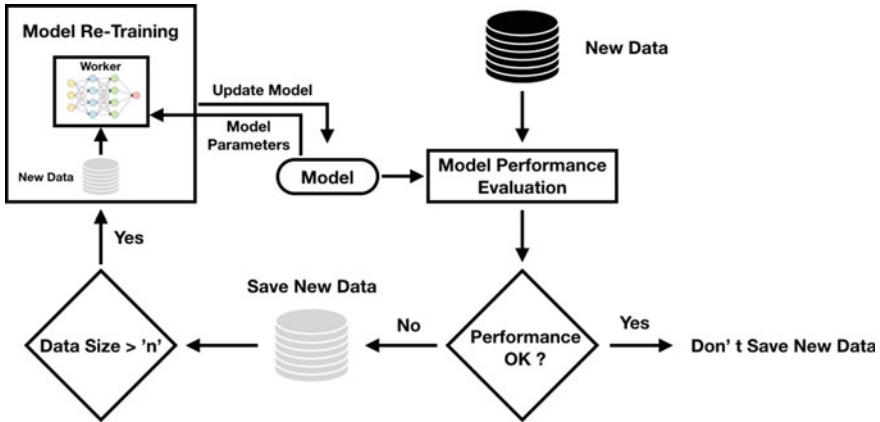 Model Re-Training
Worker
New Data
Update Model
Model
Parameters
New Data
Model
Model Performance
Evaluation
Yes
Save New Data
Data Size > 'n'
No
Performance
OK ?
Yes
Don' t Save New Data